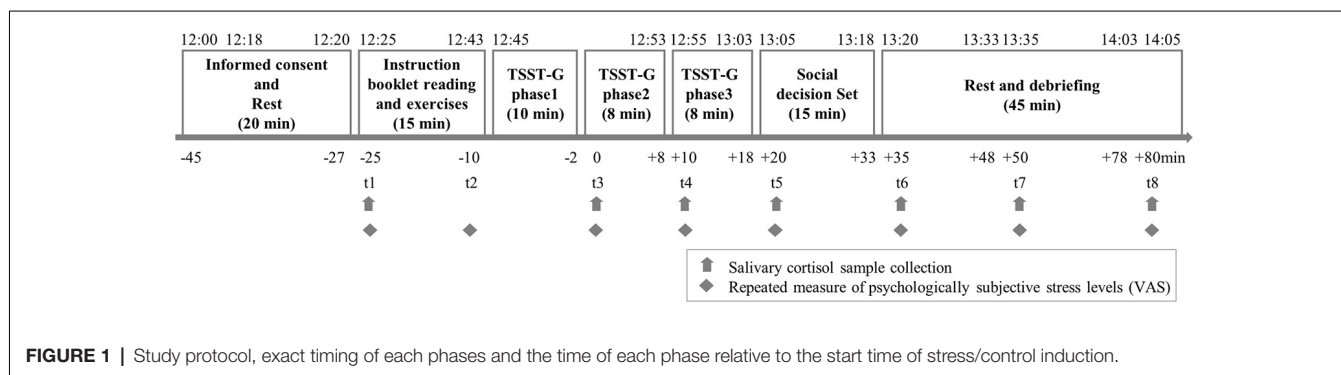 12:00 12:18 12:20 12:25 12:43 12:45 12:53 12:55 13:03 13:05 13:18 13:20 13:33 13:35 14:03 14:05
Informed consent
and
Rest
(20 min)
Instruction
booklet reading
and exercises
(15 min)
TSST-G
phase1
(10 min)
TSST-G
phase2
(8 min)
TSST-G
phase3
(8 min)
Social
decision Set
(15 min)
Rest and debriefing
(45 min)
-45 -27 -25 -10 -2 0 +8 +10 +18 +20 +33 +35 +48 +50 +78 +80min
t1 t2 t3 t4 t5 t6 t7 t8
Salivary cortisol sample collection
Repeated measure of psychologically subjective stress levels (VAS)
FIGURE 1 | Study protocol, exact timing of each phases and the time of each phase relative to the start time of stress/control induction.